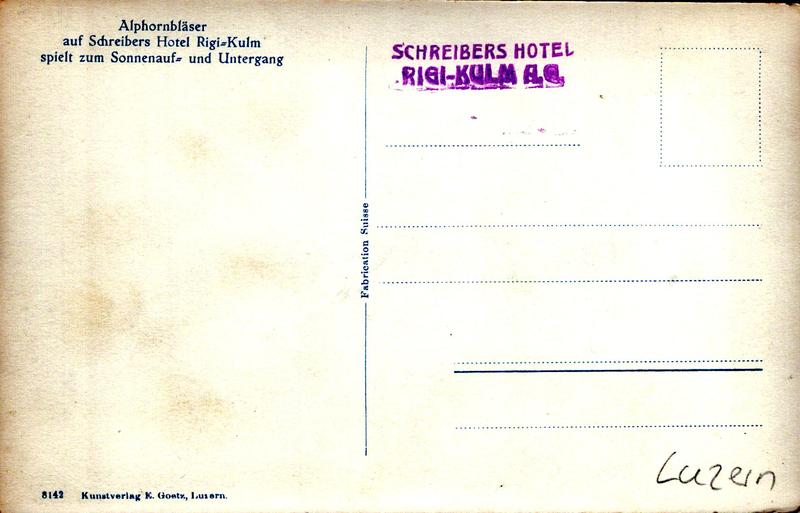 Alphornbläser
auf Schreibers Hotel Rigi-Kulm
spielt zum Sonnenauf- und Untergang
SCHREIBERS HOTEL
RIGI-KULM A.G.
Fabrication Suisse
Luzern
8142 Kunstverlag E. Goetz, Luzern.